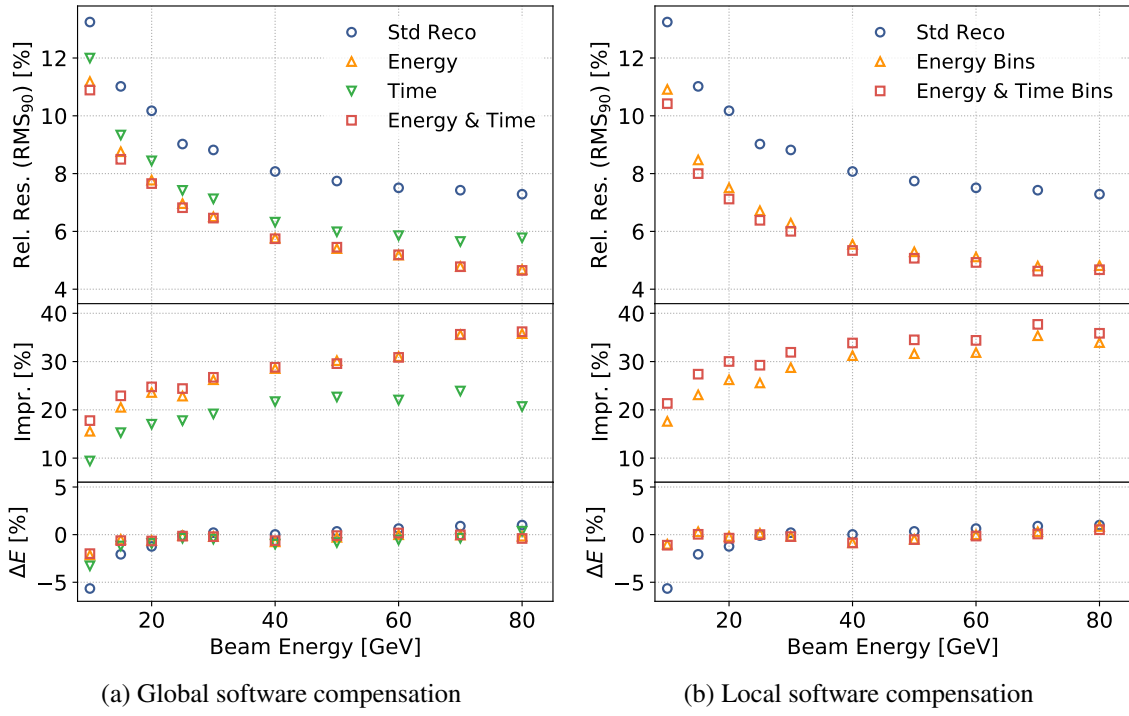 Rel. Res. (RMS₉₀) [%]
12
10
8
6
4
Std Reco
Energy
Time
Energy & Time
Impr. [%]
40
30
20
10
ΔE [%]
5
0
−5
20
40
60
80
Beam Energy [GeV]
(a) Global software compensation
Rel. Res. (RMS₉₀) [%]
12
10
8
6
4
Std Reco
Energy Bins
Energy & Time Bins
Impr. [%]
40
30
20
10
ΔE [%]
5
0
−5
20
40
60
80
Beam Energy [GeV]
(b) Local software compensation